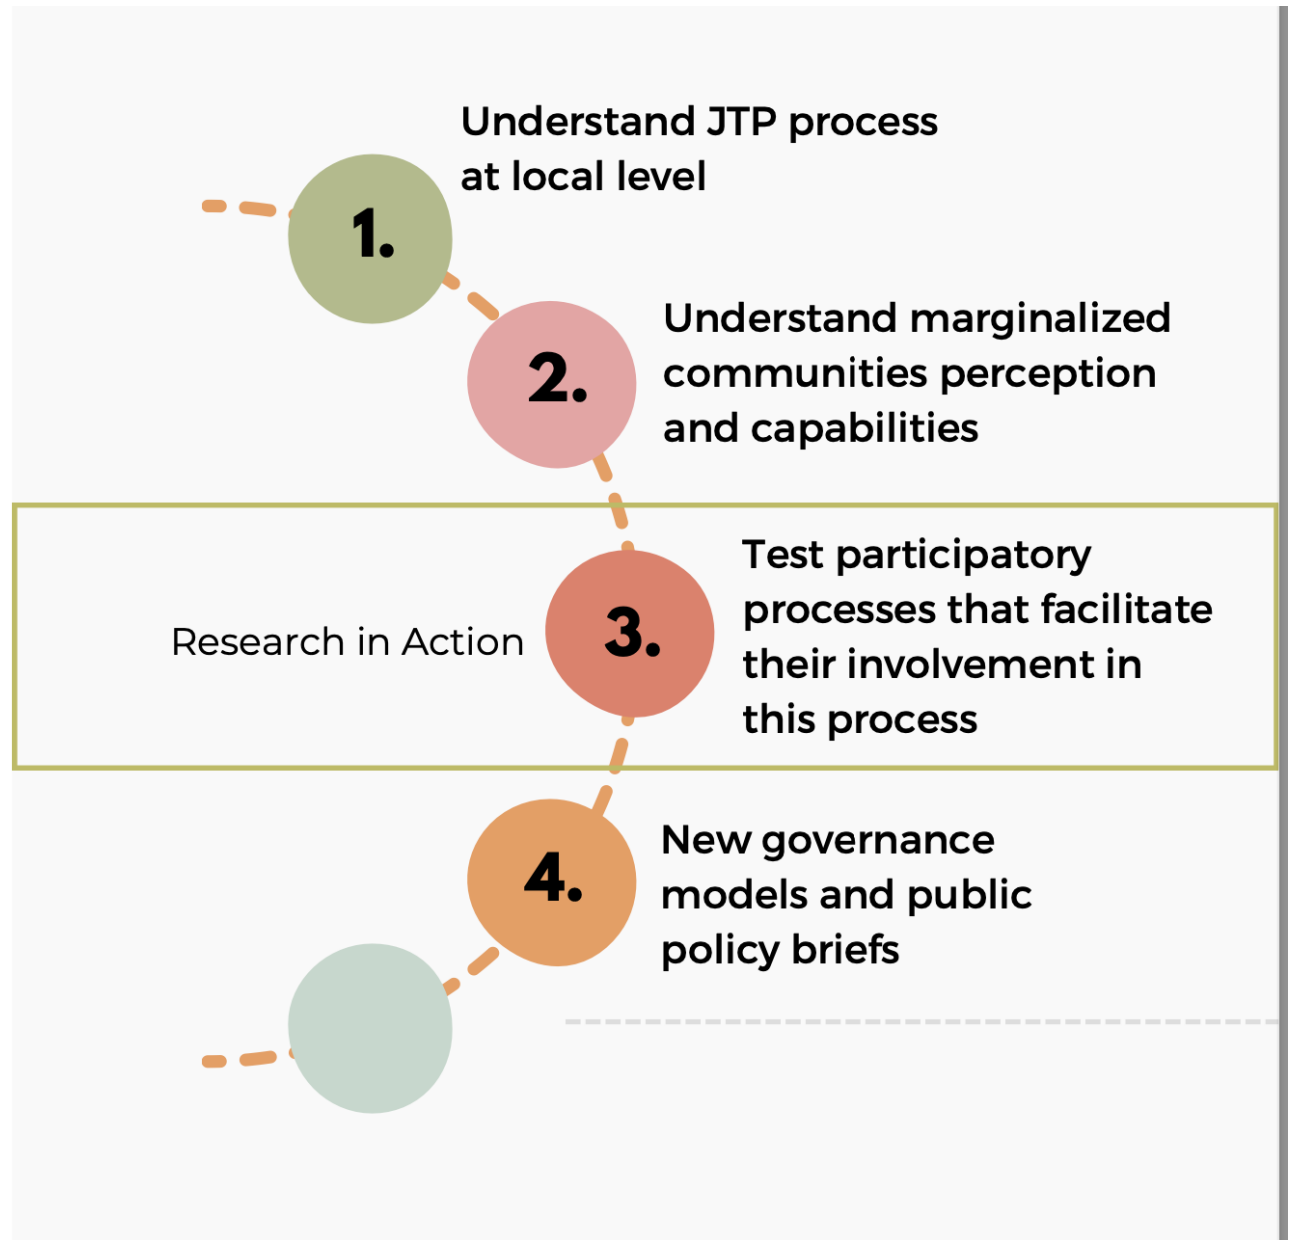 Understand JTP process
at local level
1.
Understand marginalized
communities perception
and capabilities
2.
Test participatory
processes that facilitate
their involvement in
this process
Research in Action
3.
New governance
models and public
policy briefs
4.